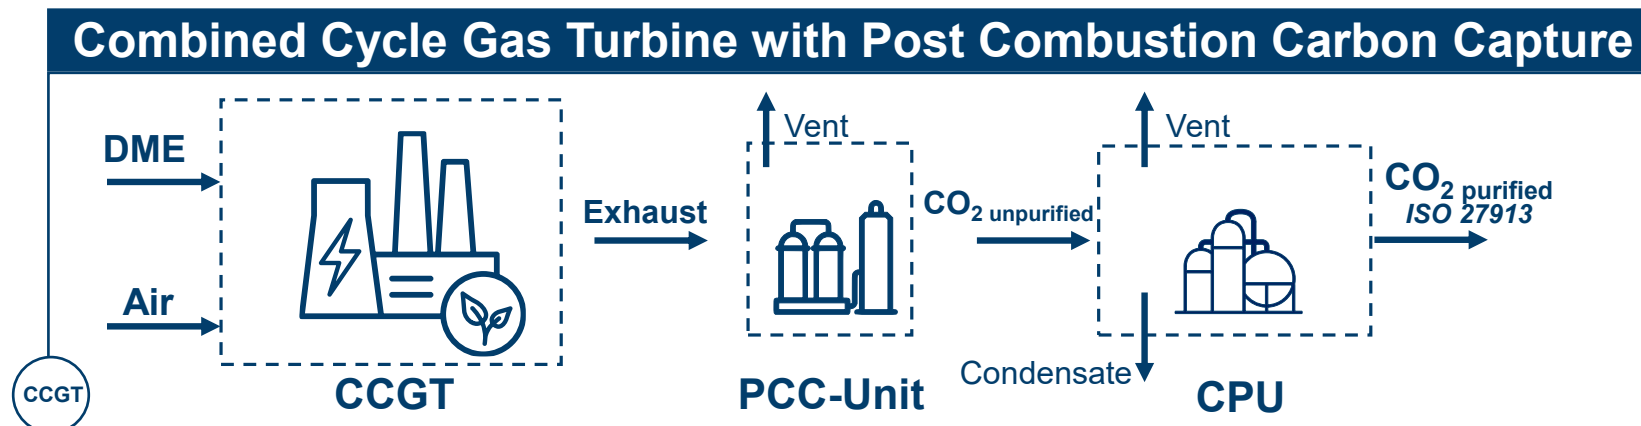 Combined Cycle Gas Turbine with Post Combustion Carbon Capture
DME
Air
CCGT
CCGT
Exhaust
Vent
PCC-Unit
CO2 unpurified
Vent
Condensate
CPU
CO2 purified
ISO 27913